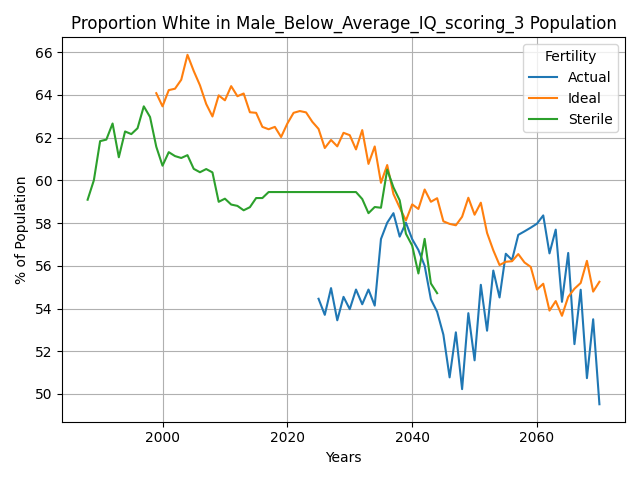 Proportion White in Male_Below_Average_IQ_scoring_3 Population
Fertility
Actual
Ideal
Sterile
% of Population
66
64
62
60
58
56
54
52
50
2000
2020
2040
2060
Years